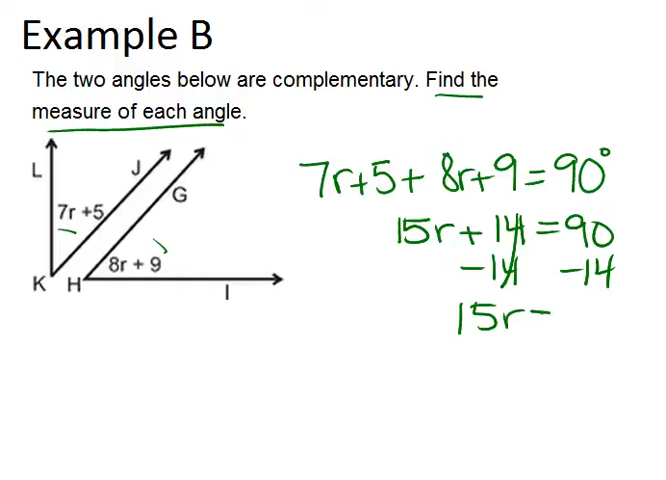 Example B
The two angles below are complementary. Find the
measure of each angle.
L
J
G
7r +5
8r + 9
K
H
I
7r+5+ 8r+9=90°
15r + 14 = 90
-14 -14
15r =